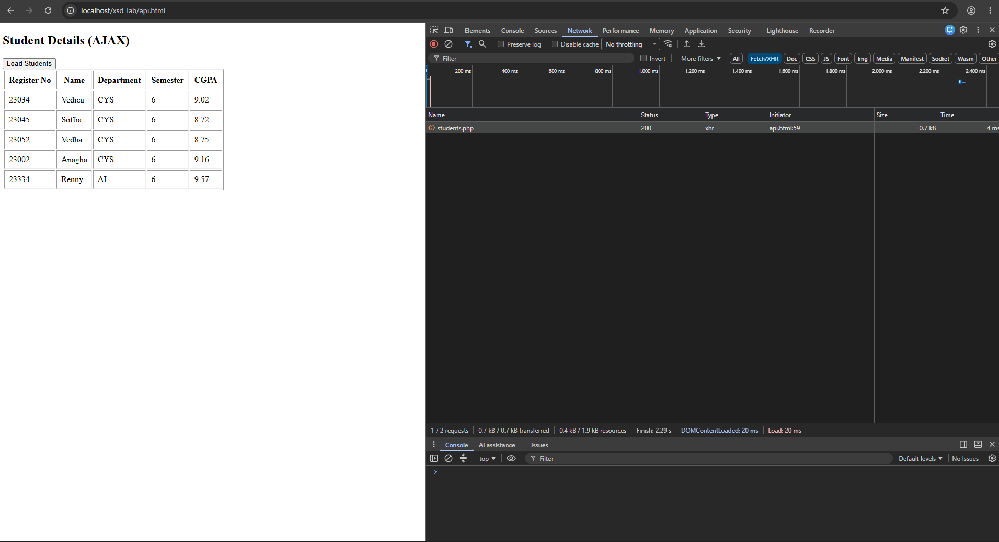 localhost/xsd_lab/api.html
Student Details (AJAX)
Load Students
Register No Name Department Semester CGPA
23034 Vedica CYS 6 9.02
23045 Soffia CYS 6 8.72
23052 Vedha CYS 6 8.75
23002 Anagha CYS 6 9.16
23334 Renny AI 6 9.57
Elements Console Sources Network Performance Memory Application Security Lighthouse Recorder
Preserve log Disable cache No throttling
Filter Invert More filters All Fetch/XHR Doc CSS JS Font Img Media Manifest Socket Wasm Other
200 ms 400 ms 600 ms 800 ms 1,000 ms 1,200 ms 1,400 ms 1,600 ms 1,800 ms 2,000 ms 2,200 ms 2,400 ms
Name Status Type Initiator Size Time
students.php 200 xhr api.html:59 0.7 kB 4 ms
1 / 2 requests 0.7 kB / 0.7 kB transferred 0.4 kB / 1.9 kB resources Finish: 2.29 s DOMContentLoaded: 20 ms Load: 20 ms
Console AI assistance Issues
top Filter Default levels No Issues